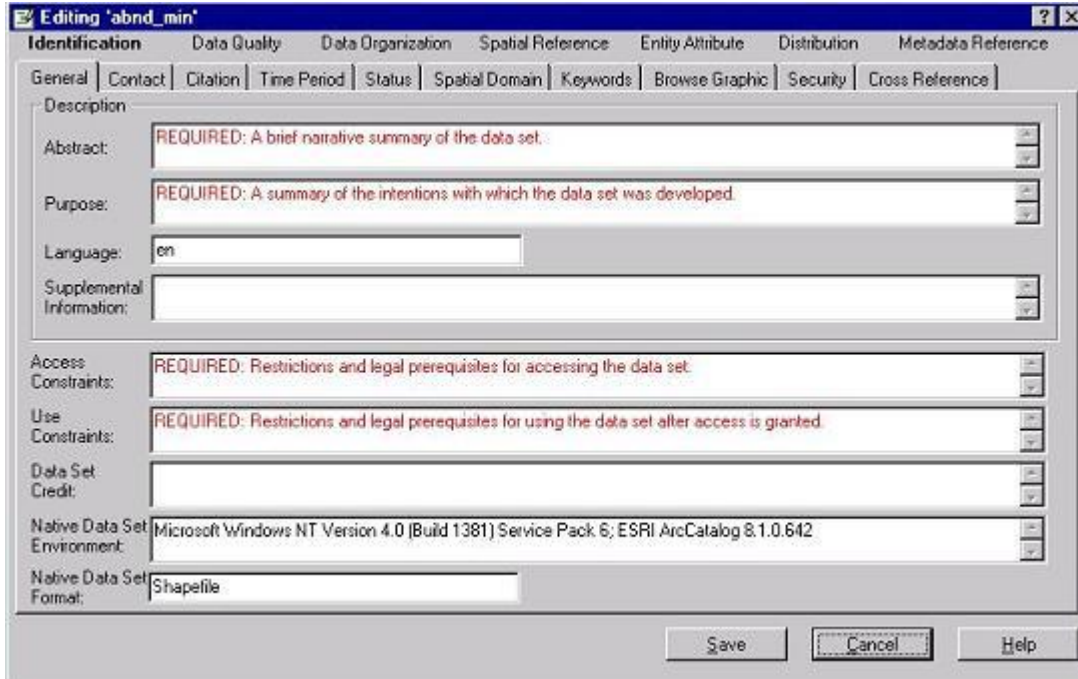 Editing 'abnd_min'
Identification Data Quality Data Organization Spatial Reference Entity Attribute Distribution Metadata Reference
General Contact Citation Time Period Status Spatial Domain Keywords Browse Graphic Security Cross Reference
Description
Abstract: REQUIRED: A brief narrative summary of the data set.
Purpose: REQUIRED: A summary of the intentions with which the data set was developed.
Language: en
Supplemental
Information:
Access
Constraints: REQUIRED: Restrictions and legal prerequisites for accessing the data set.
Use
Constraints: REQUIRED: Restrictions and legal prerequisites for using the data set after access is granted.
Data Set
Credit:
Native Data Set
Environment: Microsoft Windows NT Version 4.0 (Build 1381) Service Pack 6; ESRI ArcCatalog 8.1.0.642
Native Data Set
Format: Shapefile
Save Cancel Help